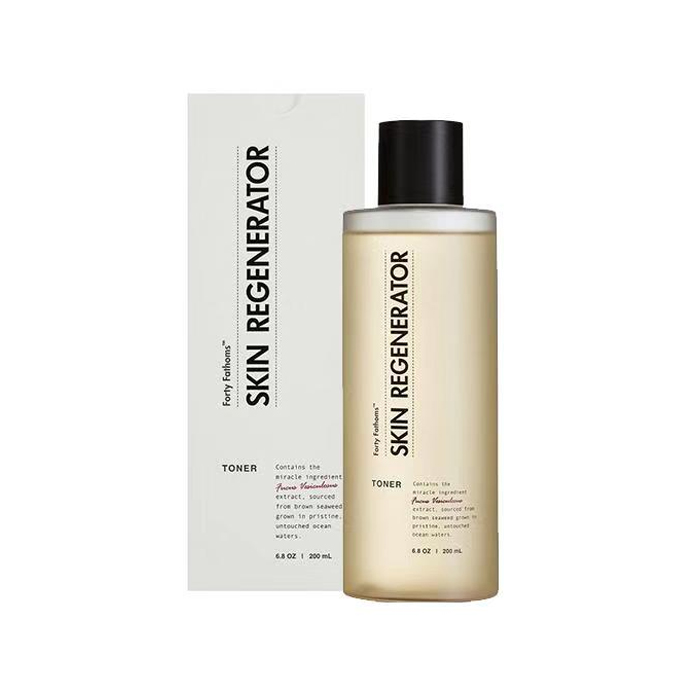 Forty Fathoms™
SKIN REGENERATOR
TONER
Contains the
miracle ingredient
Fucus Vesiculosus
extract, sourced
from brown seaweed
grown in pristine,
untouched ocean
waters.
6.8 OZ | 200 mL
Forty Fathoms™
SKIN REGENERATOR
TONER
Contains the
miracle ingredient
Fucus Vesiculosus
extract, sourced from
brown seaweed grown in
pristine, untouched
ocean waters.
6.8 OZ | 200 mL